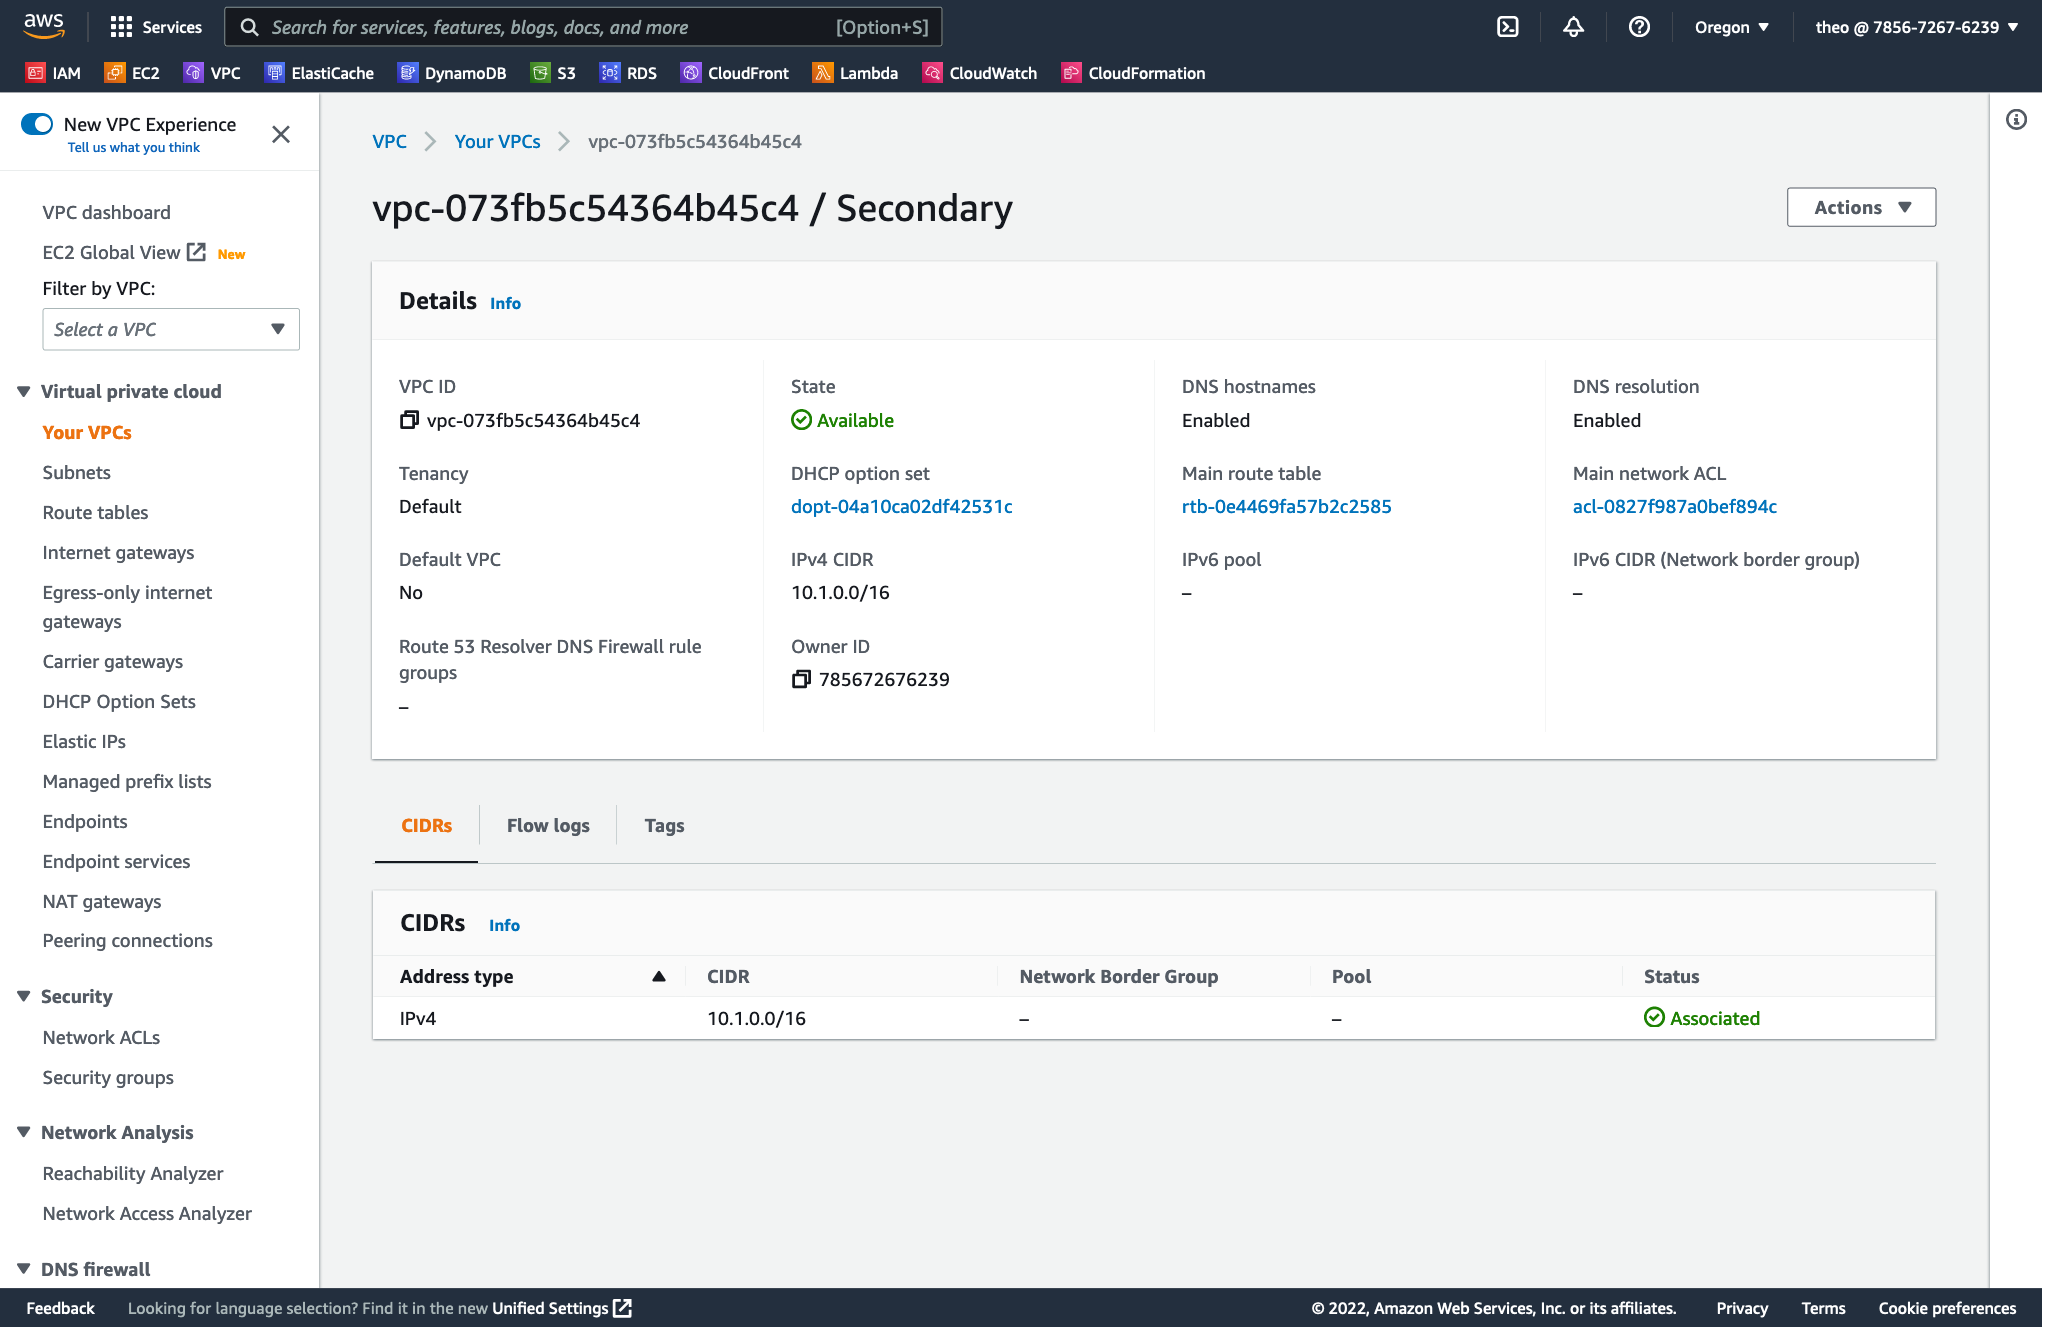 aws
Services
Search for services, features, blogs, docs, and more
[Option+S]
Oregon
theo @ 7856-7267-6239
IAM
EC2
VPC
ElastiCache
DynamoDB
S3
RDS
CloudFront
Lambda
CloudWatch
CloudFormation
New VPC Experience
Tell us what you think
VPC dashboard
EC2 Global View New
Filter by VPC:
Select a VPC
Virtual private cloud
Your VPCs
Subnets
Route tables
Internet gateways
Egress-only internet
gateways
Carrier gateways
DHCP Option Sets
Elastic IPs
Managed prefix lists
Endpoints
Endpoint services
NAT gateways
Peering connections
Security
Network ACLs
Security groups
Network Analysis
Reachability Analyzer
Network Access Analyzer
DNS firewall
VPC
Your VPCs
vpc-073fb5c54364b45c4
vpc-073fb5c54364b45c4 / Secondary
Actions
Details Info
VPC ID
vpc-073fb5c54364b45c4
State
Available
DNS hostnames
Enabled
DNS resolution
Enabled
Tenancy
Default
DHCP option set
dopt-04a10ca02df42531c
Main route table
rtb-0e4469fa57b2c2585
Main network ACL
acl-0827f987a0bef894c
Default VPC
No
IPv4 CIDR
10.1.0.0/16
IPv6 pool
–
IPv6 CIDR (Network border group)
–
Route 53 Resolver DNS Firewall rule
groups
–
Owner ID
785672676239
CIDRs
Flow logs
Tags
CIDRs Info
Address type
CIDR
Network Border Group
Pool
Status
IPv4
10.1.0.0/16
–
–
Associated
Feedback
Looking for language selection? Find it in the new Unified Settings
© 2022, Amazon Web Services, Inc. or its affiliates.
Privacy
Terms
Cookie preferences